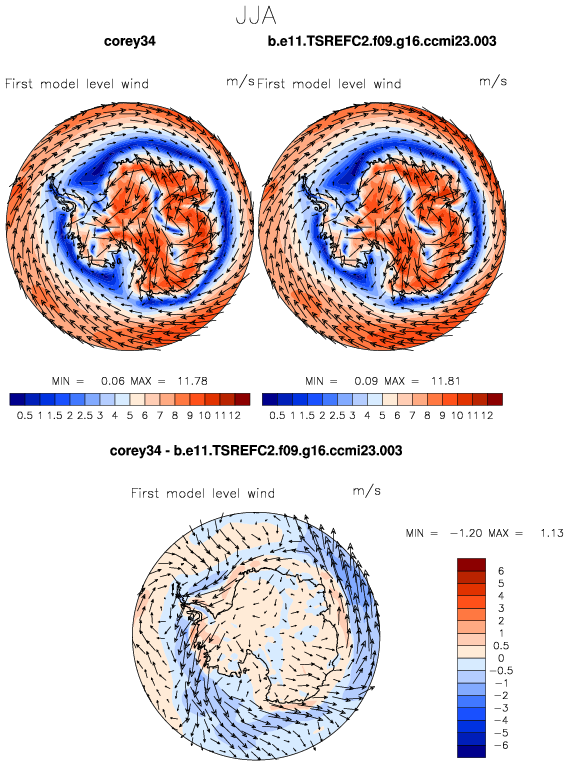 JJA
corey34
b.e11.TSREFC2.f09.g16.ccmi23.003
First model level wind m/s
First model level wind m/s
MIN = 0.06 MAX = 11.78
MIN = 0.09 MAX = 11.81
0.5 1 1.5 2 2.5 3 4 5 6 7 8 9 10 11 12
0.5 1 1.5 2 2.5 3 4 5 6 7 8 9 10 11 12
corey34 - b.e11.TSREFC2.f09.g16.ccmi23.003
First model level wind m/s
MIN = -1.20 MAX = 1.13
6
5
4
3
2
1
0.5
0
-0.5
-1
-2
-3
-4
-5
-6